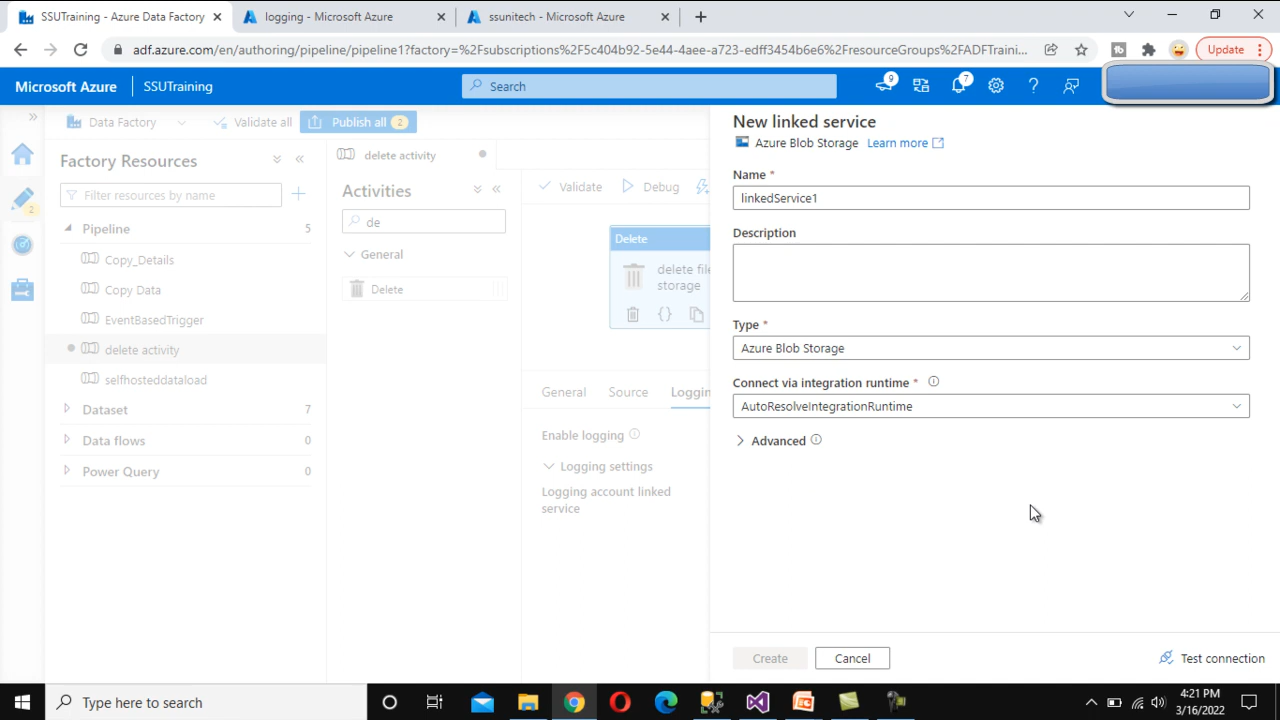 SSUTraining - Azure Data Factory
logging - Microsoft Azure
ssunitech - Microsoft Azure
adf.azure.com/en/authoring/pipeline/pipeline1?factory=%2Fsubscriptions%2F5c404b92-5e44-4aee-a723-edff3454b6e6%2FresourceGroups%2FADFTraini...
Update
Microsoft Azure
SSUTraining
Search
9
7
Data Factory
Validate all
Publish all
2
Factory Resources
Filter resources by name
Pipeline 5
Copy_Details
Copy Data
EventBasedTrigger
delete activity
selfhosteddataload
Dataset 7
Data flows 0
Power Query 0
2
delete activity
Activities
de
General
Delete
Validate
Debug
Delete
delete file
storage
General
Source
Loggin
Enable logging
Logging settings
Logging account linked
service
New linked service
Azure Blob Storage Learn more
Name *
linkedService1
Description
Type *
Azure Blob Storage
Connect via integration runtime *
AutoResolveIntegrationRuntime
Advanced
Create
Cancel
Test connection
Type here to search
4:21 PM
3/16/2022